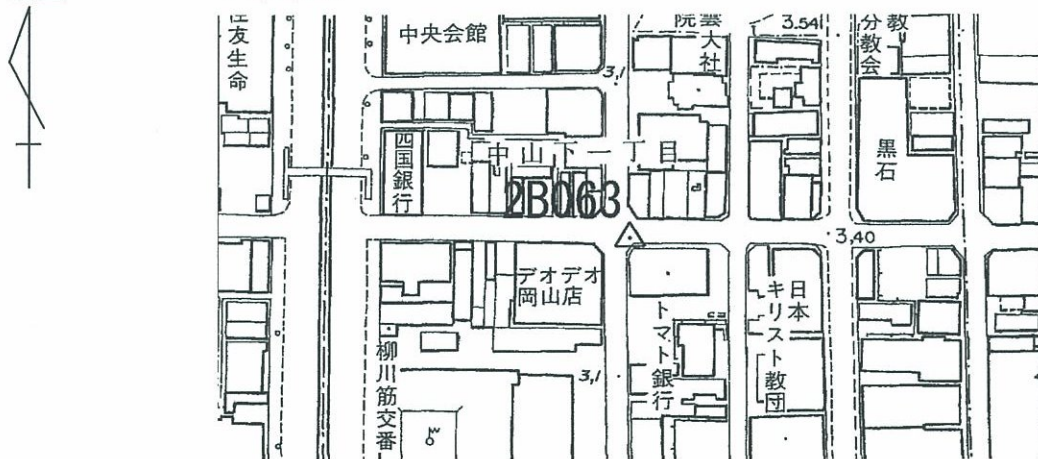 住友生命
中央会館
3,1
院
雲大社
3.54
教
分教会
四国銀行
中山下一丁目
黒石
2B063
3,40
デオデオ
岡山店
日本
キリスト教団
トマト銀行
柳川筋交番
3,1